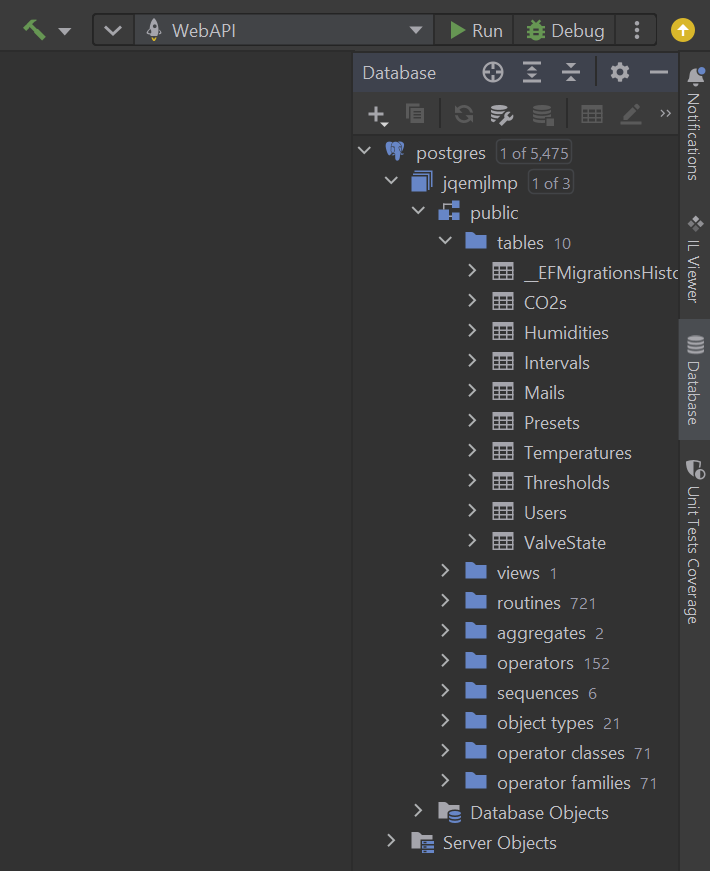 WebAPI Run Debug
Database
postgres 1 of 5,475
jqemjlmp 1 of 3
public
tables 10
__EFMigrationsHisto
CO2s
Humidities
Intervals
Mails
Presets
Temperatures
Thresholds
Users
ValveState
views 1
routines 721
aggregates 2
operators 152
sequences 6
object types 21
operator classes 71
operator families 71
Database Objects
Server Objects
Notifications
IL Viewer
Database
Unit Tests Coverage